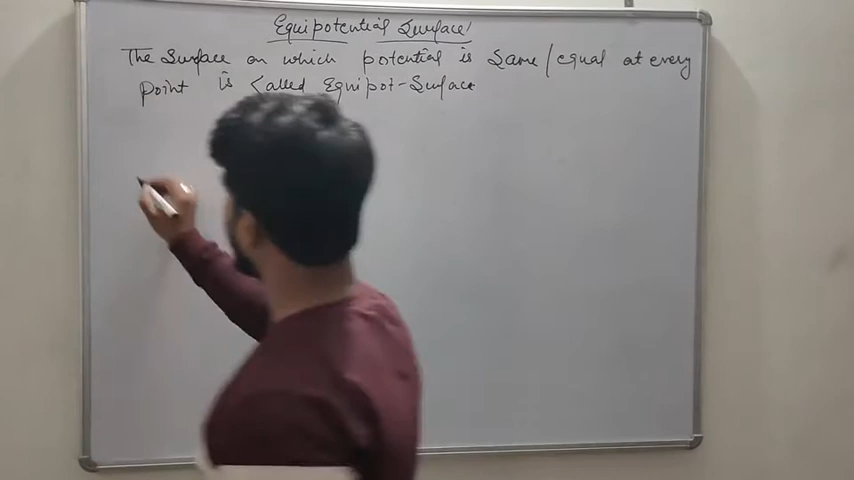 Equipotential Surface
The Surface on which potential is Same/equal at every
Point is Called Equipot-Surface